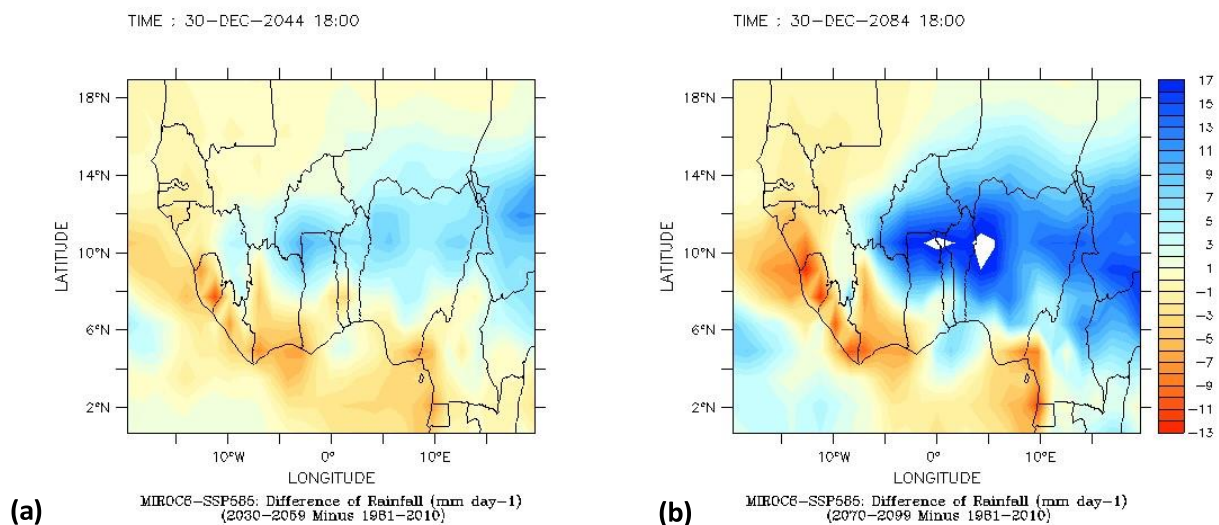 TIME : 30-DEC-2044 18:00
18°N
14°N
10°N
6°N
2°N
LATITUDE
10°W
0°
10°E
LONGITUDE
MIROC6-SSP585: Difference of Rainfall (mm day-1)
(2030-2059 Minus 1981-2010)
(a)
TIME : 30-DEC-2084 18:00
18°N
14°N
10°N
6°N
2°N
LATITUDE
10°W
0°
10°E
LONGITUDE
MIROC6-SSP585: Difference of Rainfall (mm day-1)
(2070-2099 Minus 1981-2010)
(b)
17
15
13
11
9
7
5
3
1
-1
-3
-5
-7
-9
-11
-13